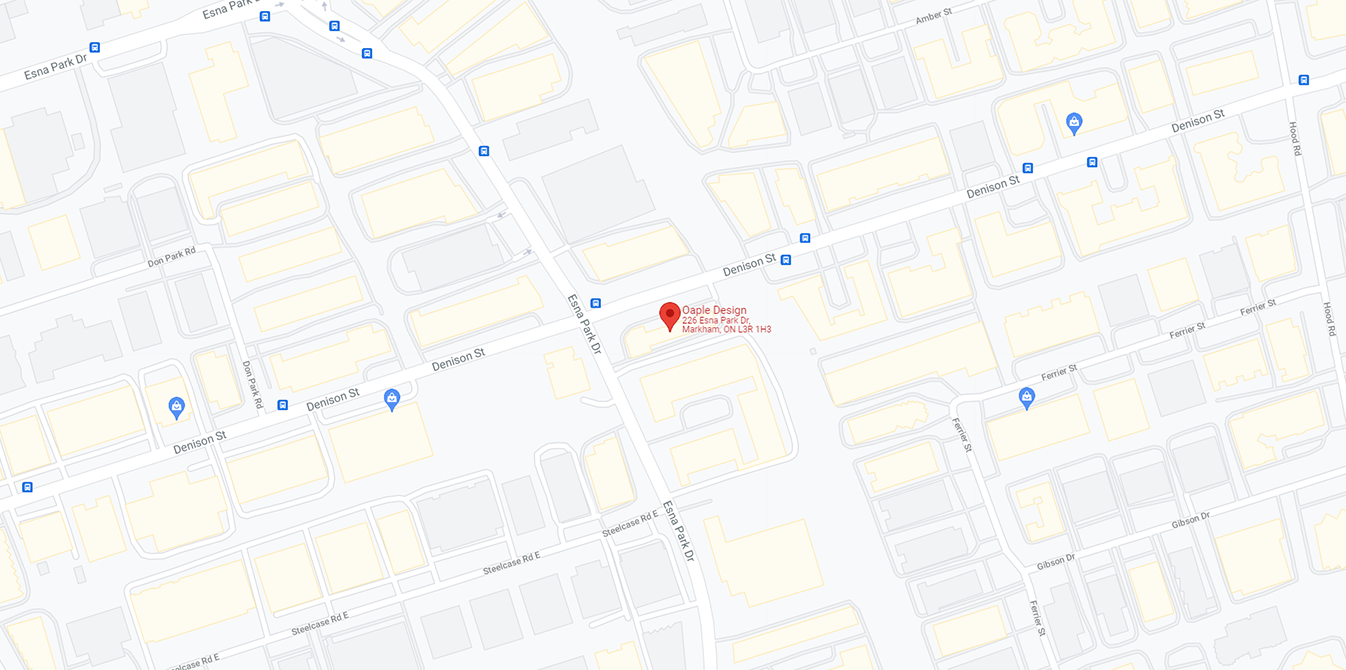 Esna Park D
Amber St
Esna Park Dr
Denison St
Hood Rd
Denison St
Don Park Rd
Denison St
Esna Park Dr
Oaple Design
226 Esna Park Dr,
Markham, ON L3R 1H3
Ferrier St
Hood Rd
Ferrier St
Denison St
Ferrier St
Don Park Rd
Denison St
Denison St
Ferrier St
Steelcase Rd E
Esna Park Dr
Gibson Dr
Steelcase Rd E
Gibson Dr
Ferrier St
Steelcase Rd E
eelcase Rd E